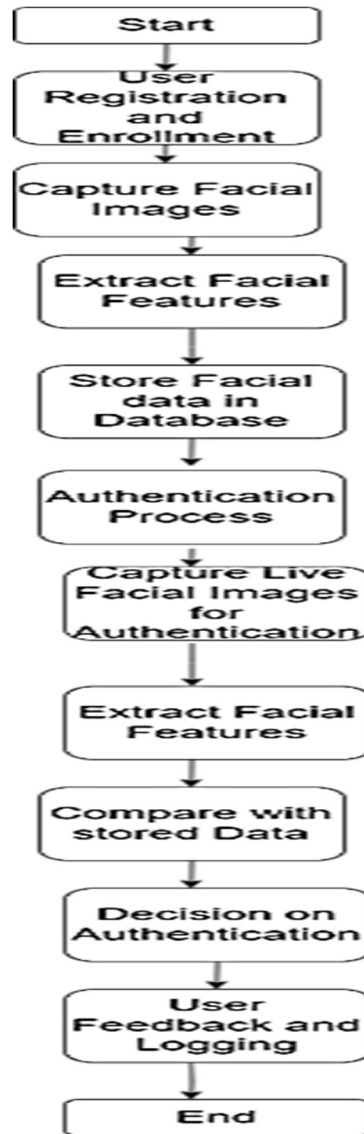 Start
User
Registration
and
Enrollment
Capture Facial
Images
Extract Facial
Features
Store Facial
data in
Database
Authentication
Process
Capture Live
Facial Images
for
Authentication
Extract Facial
Features
Compare with
stored Data
Decision on
Authentication
User
Feedback and
Logging
End